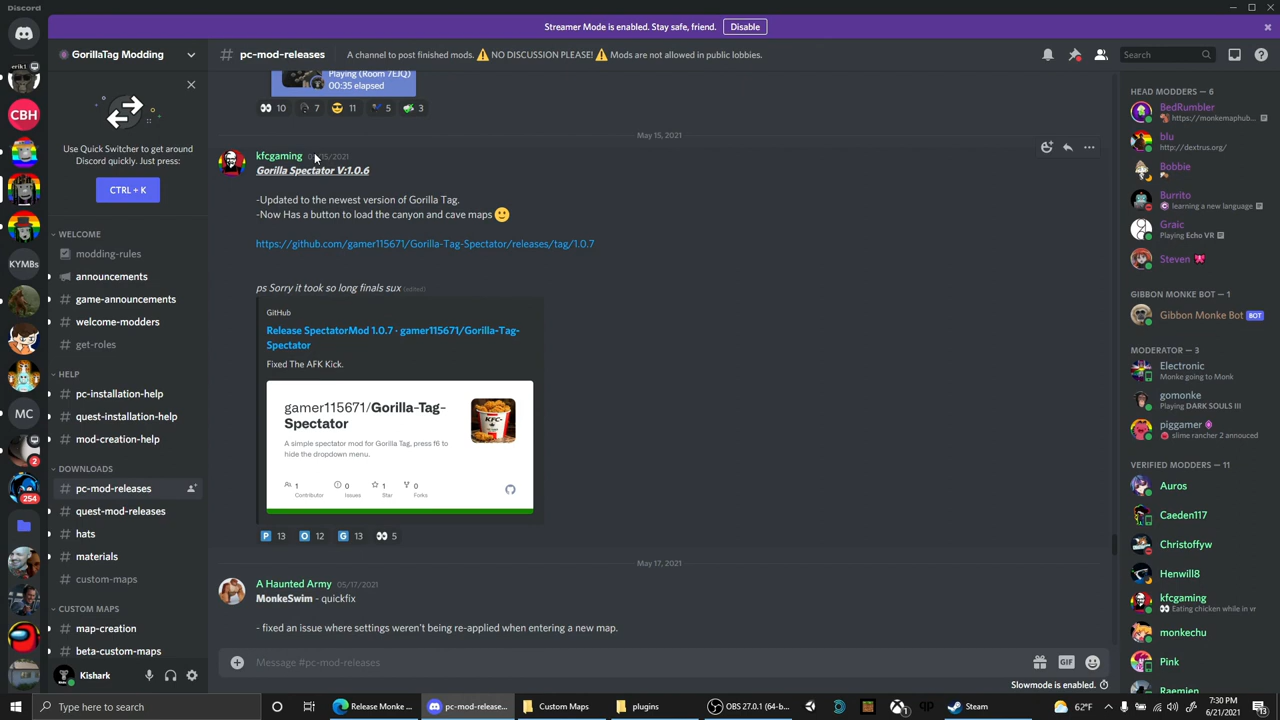 Discord
Streamer Mode is enabled. Stay safe, friend. Disable
erik1
GorillaTag Modding
# pc-mod-releases A channel to post finished mods. ⚠ NO DISCUSSION PLEASE! ⚠ Mods are not allowed in public lobbies.
Search
CBH
KYMBs
MC
2
254
Use Quick Switcher to get around
Discord quickly. Just press:
CTRL + K
WELCOME
modding-rules
announcements
# game-announcements
# welcome-modders
# get-roles
HELP
# pc-installation-help
# quest-installation-help
# mod-creation-help
DOWNLOADS
# pc-mod-releases
# quest-mod-releases
# hats
# materials
# custom-maps
CUSTOM MAPS
# map-creation
# beta-custom-maps
Kishark
Playing (Room 7EJQ)
00:35 elapsed
👀 10 7 😎 11 5 3
May 15, 2021
kfcgaming
Gorilla Spectator V:1.0.6
-Updated to the newest version of Gorilla Tag.
-Now Has a button to load the canyon and cave maps 🙂
https://github.com/gamer115671/Gorilla-Tag-Spectator/releases/tag/1.0.7
ps Sorry it took so long finals sux (edited)
GitHub
Release SpectatorMod 1.0.7 · gamer115671/Gorilla-Tag-
Spectator
Fixed The AFK Kick.
gamer115671/Gorilla-Tag-
Spectator
A simple spectator mod for Gorilla Tag, press f6 to
hide the dropdown menu.
KFC
1 0 1 0
Contributor Issues Star Forks
P 13 O 12 G 13 👀 5
May 17, 2021
A Haunted Army 05/17/2021
MonkeSwim - quickfix
- fixed an issue where settings weren't being re-applied when entering a new map.
Message #pc-mod-releases
GIF
Slowmode is enabled.
HEAD MODDERS — 6
BedRumbler
https://monkemaphub...
blu
http://dextrus.org/
Bobbie
Burrito
learning a new language
Graic
Playing Echo VR
Steven
GIBBON MONKE BOT — 1
Gibbon Monke Bot BOT
MODERATOR — 3
Electronic
Monke going to Monk
gomonke
Playing DARK SOULS III
piggamer
slime rancher 2 annouced
VERIFIED MODDERS — 11
Auros
Caeden117
Christoffyw
Henwill8
kfcgaming
👀 Eating chicken while in vr
monkechu
Pink
Raemien
Type here to search
Release Monke ...
pc-mod-release...
Custom Maps
plugins
OBS 27.0.1 (64-b...
1
qp
Steam
62°F
7:30 PM
6/21/2021
2